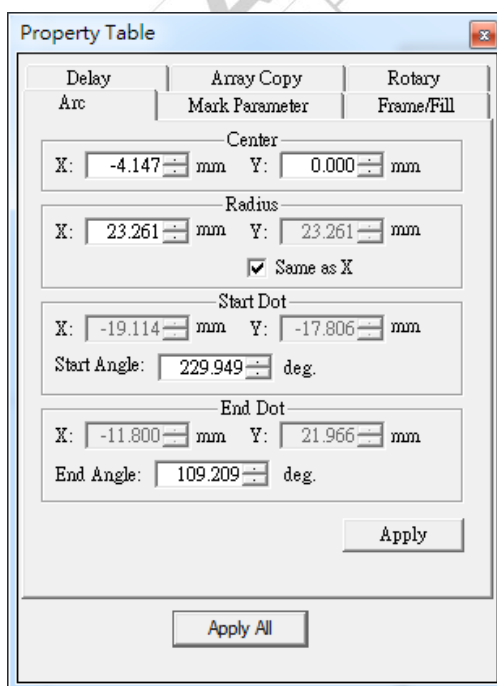 Property Table
Delay Array Copy Rotary
Arc Mark Parameter Frame/Fill
Center
X: -4.147 mm Y: 0.000 mm
Radius
X: 23.261 mm Y: 23.261 mm
Same as X
Start Dot
X: -19.114 mm Y: -17.806 mm
Start Angle: 229.949 deg.
End Dot
X: -11.800 mm Y: 21.966 mm
End Angle: 109.209 deg.
Apply
Apply All